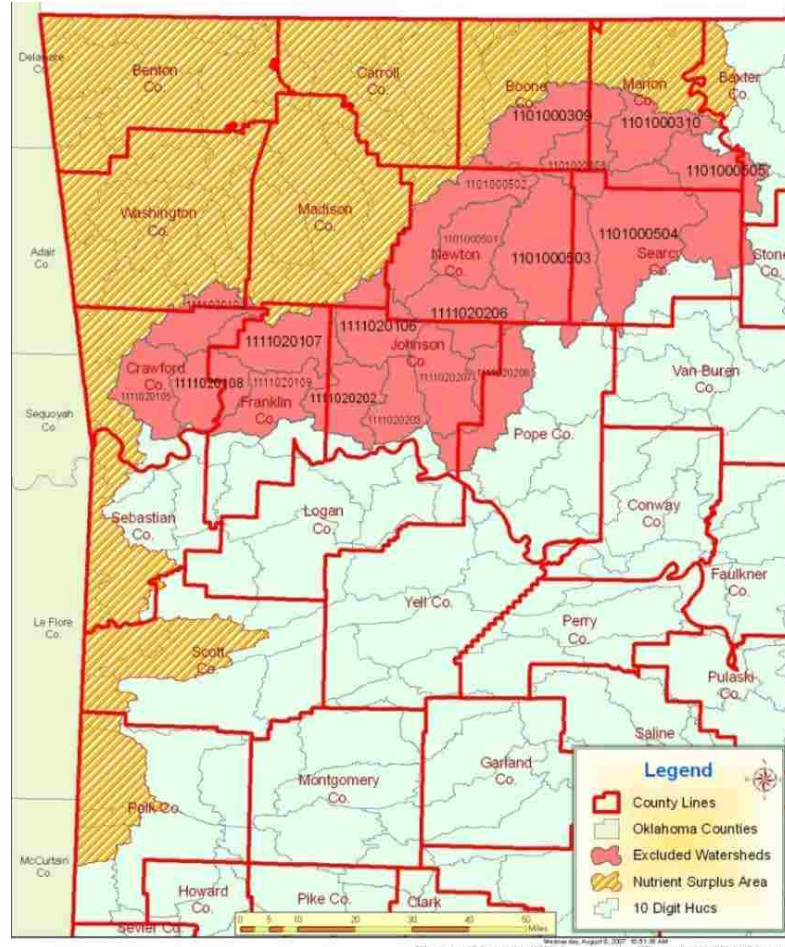 Delaware
Co.
Benton
Co.
Carroll
Co.
Boone
Co.
Marion
Co.
Baxter
Co.
1101000309
1101000310
1101000505
1101000502
Washington
Co.
Madison
Co.
1101000501
Newton
Co.
1101000503
1101000504
Searcy
Co.
Stone
Co.
Adair
Co.
1111020206
1111020107
1111020106
Johnson
Co.
Crawford
Co.
1111020105
1111020108
1111020109
Franklin
Co.
1111020202
1111020203
1111020207
Van Buren
Co.
Sequoyah
Co.
Pope Co.
Sebastian
Co.
Logan
Co.
Conway
Co.
Faulkner
Co.
Le Flore
Co.
Yell Co.
Perry
Co.
Scott
Co.
Pulaski
Co.
Saline
Garland
Co.
Montgomery
Co.
Polk Co.
McCurtain
Co.
Howard
Co.
Pike Co.
Clark
Sevier Co.
Legend
County Lines
Oklahoma Counties
Excluded Watersheds
Nutrient Surplus Area
10 Digit Hucs
0 5 10 20 30 40 50
Miles